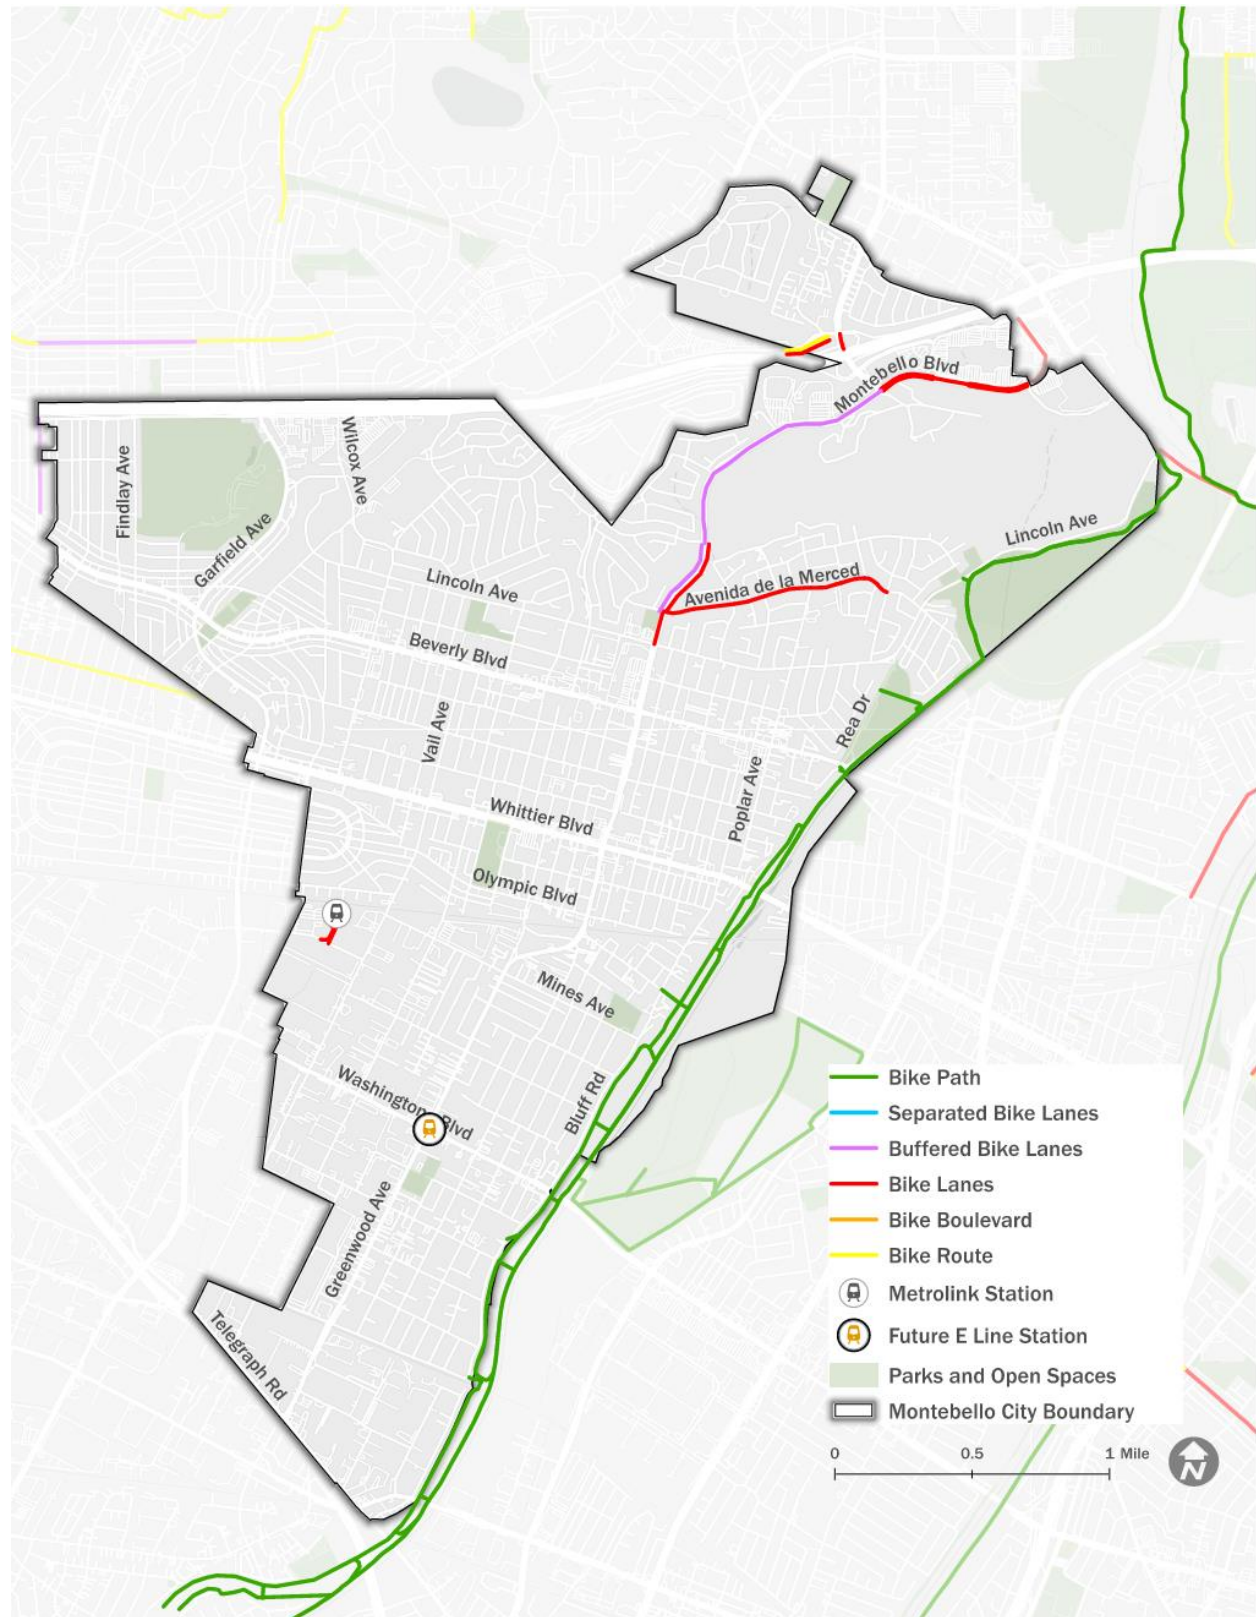 Montebello Blvd
Wilcox Ave
Findlay Ave
Garfield Ave
Lincoln Ave
Lincoln Ave
Avenida de la Merced
Beverly Blvd
Vail Ave
Rea Dr
Poplar Ave
Whittier Blvd
Olympic Blvd
Mines Ave
Washington Blvd
Bluff Rd
Greenwood Ave
Telegraph Rd
Bike Path
Separated Bike Lanes
Buffered Bike Lanes
Bike Lanes
Bike Boulevard
Bike Route
Metrolink Station
Future E Line Station
Parks and Open Spaces
Montebello City Boundary
0 0.5 1 Mile
N